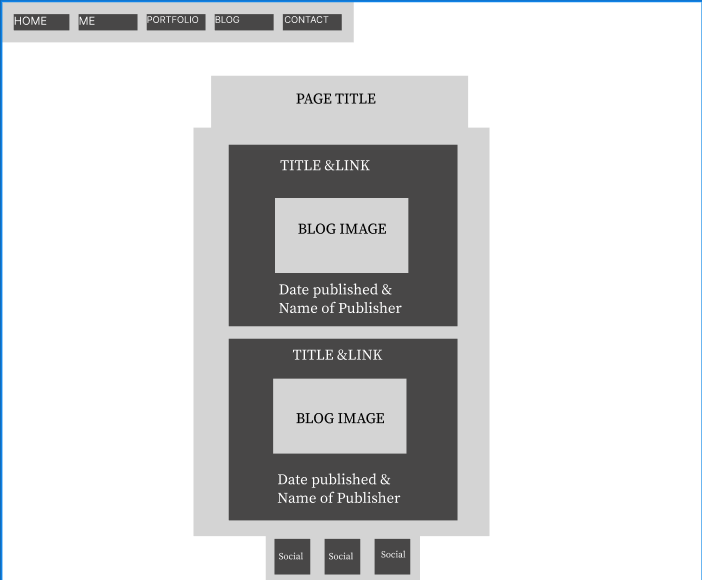 HOME ME PORTFOLIO BLOG CONTACT
PAGE TITLE
TITLE &LINK
BLOG IMAGE
Date published &
Name of Publisher
TITLE &LINK
BLOG IMAGE
Date published &
Name of Publisher
Social Social Social